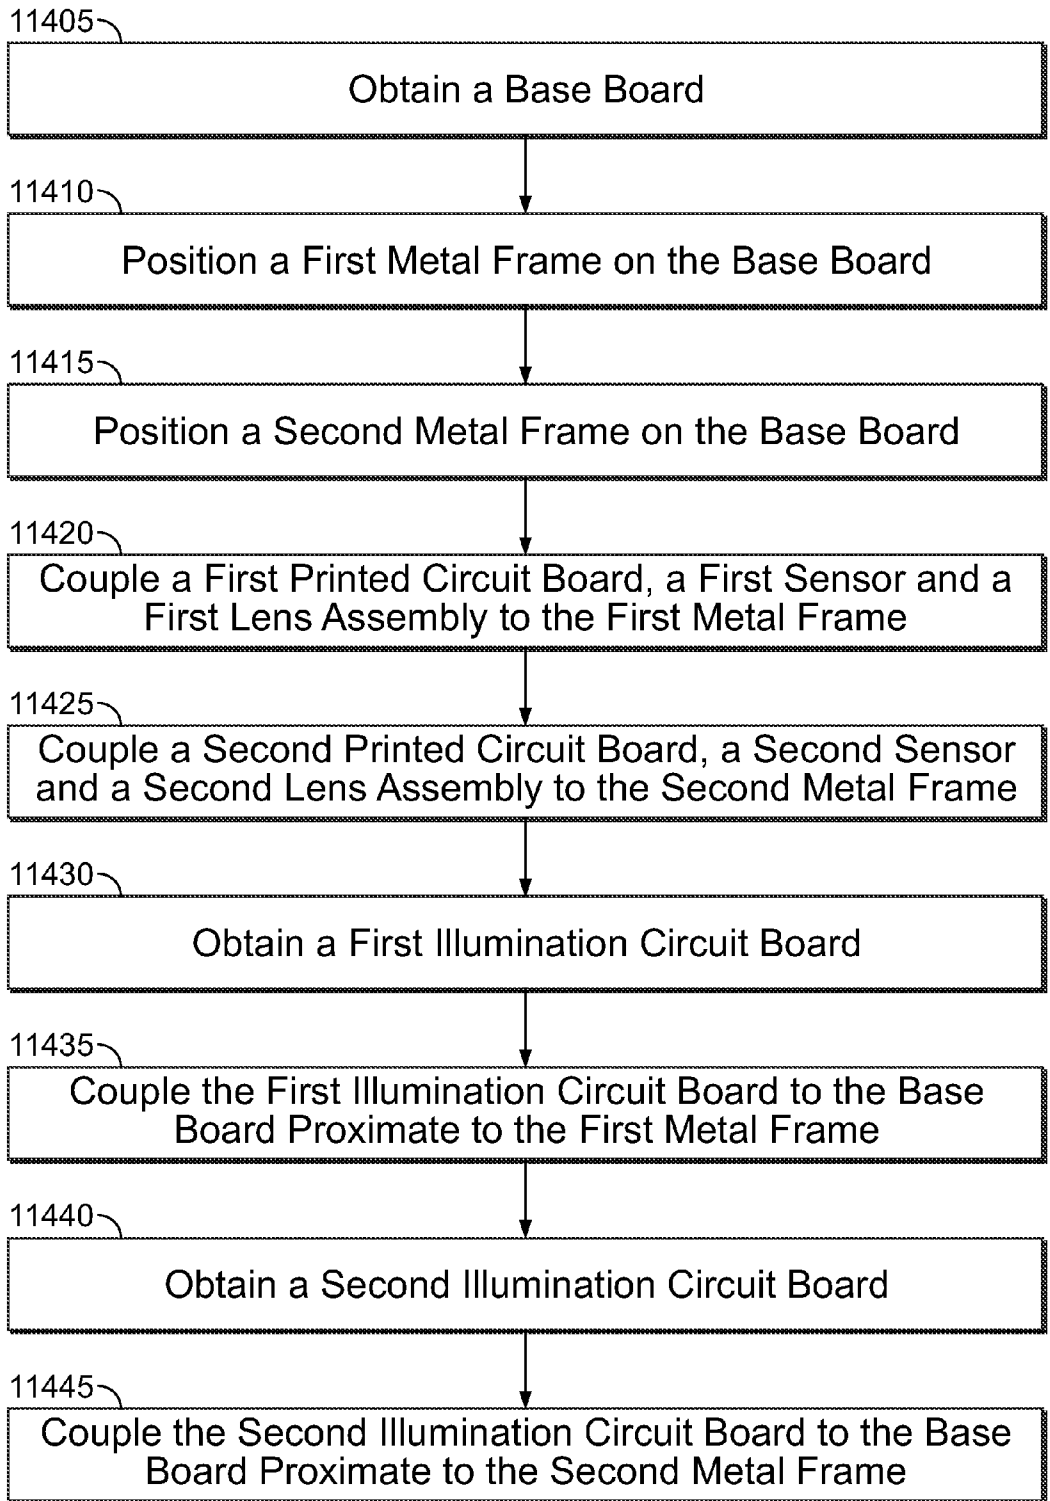 11405
Obtain a Base Board
11410
Position a First Metal Frame on the Base Board
11415
Position a Second Metal Frame on the Base Board
11420
Couple a First Printed Circuit Board, a First Sensor and a
First Lens Assembly to the First Metal Frame
11425
Couple a Second Printed Circuit Board, a Second Sensor
and a Second Lens Assembly to the Second Metal Frame
11430
Obtain a First Illumination Circuit Board
11435
Couple the First Illumination Circuit Board to the Base
Board Proximate to the First Metal Frame
11440
Obtain a Second Illumination Circuit Board
11445
Couple the Second Illumination Circuit Board to the Base
Board Proximate to the Second Metal Frame